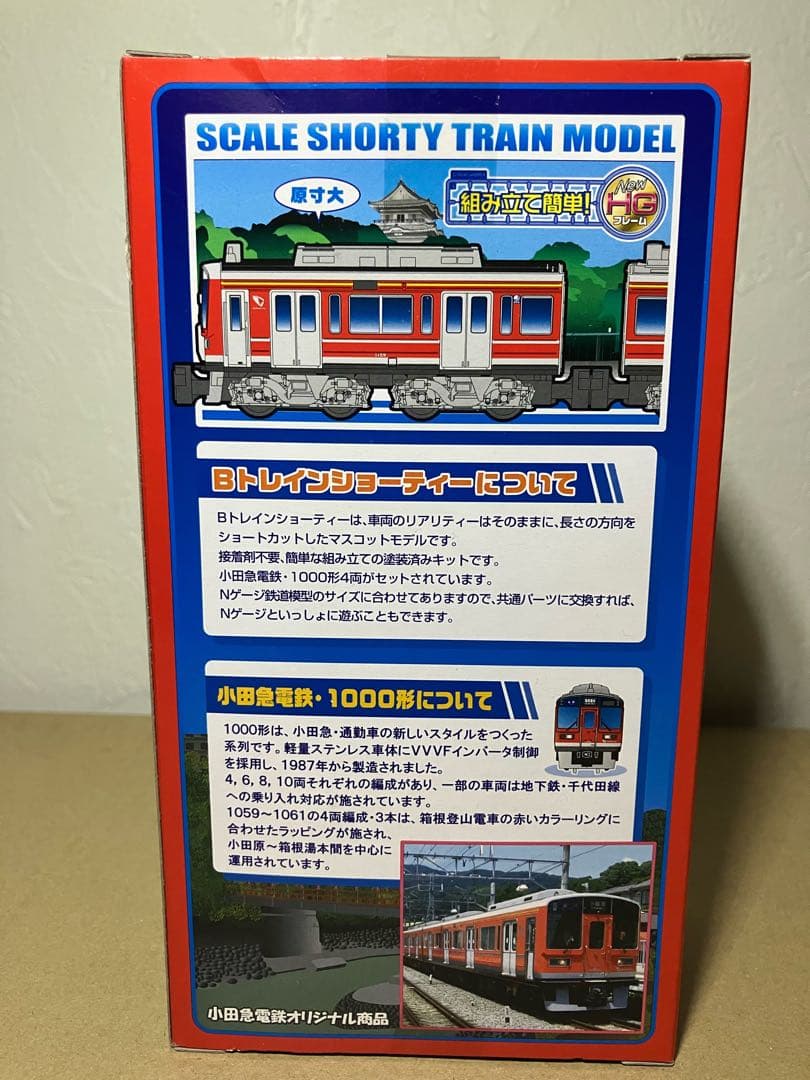 SCALE SHORTY TRAIN MODEL
原寸大
組み立て簡単!
New
HG
フレーム
Bトレインショーティーについて
Bトレインショーティーは、車両のリアリティーはそのままに、長さの方向を
ショートカットしたマスコットモデルです。
接着剤不要、簡単な組み立ての塗装済みキットです。
小田急電鉄・1000形4両がセットされています。
Nゲージ鉄道模型のサイズに合わせてありますので、共通パーツに交換すれば、
Nゲージといっしょに遊ぶこともできます。
小田急電鉄・1000形について
1000形は、小田急・通勤車の新しいスタイルをつくった
系列です。軽量ステンレス車体にVVVFインバータ制御
を採用し、1987年から製造されました。
4, 6, 8, 10両それぞれの編成があり、一部の車両は地下鉄・千代田線
への乗り入れ対応が施されています。
1059〜1061の4両編成・3本は、箱根登山電車の赤いカラーリングに
合わせたラッピングが施され、
小田原〜箱根湯本間を中心に
運用されています。
小田急電鉄オリジナル商品